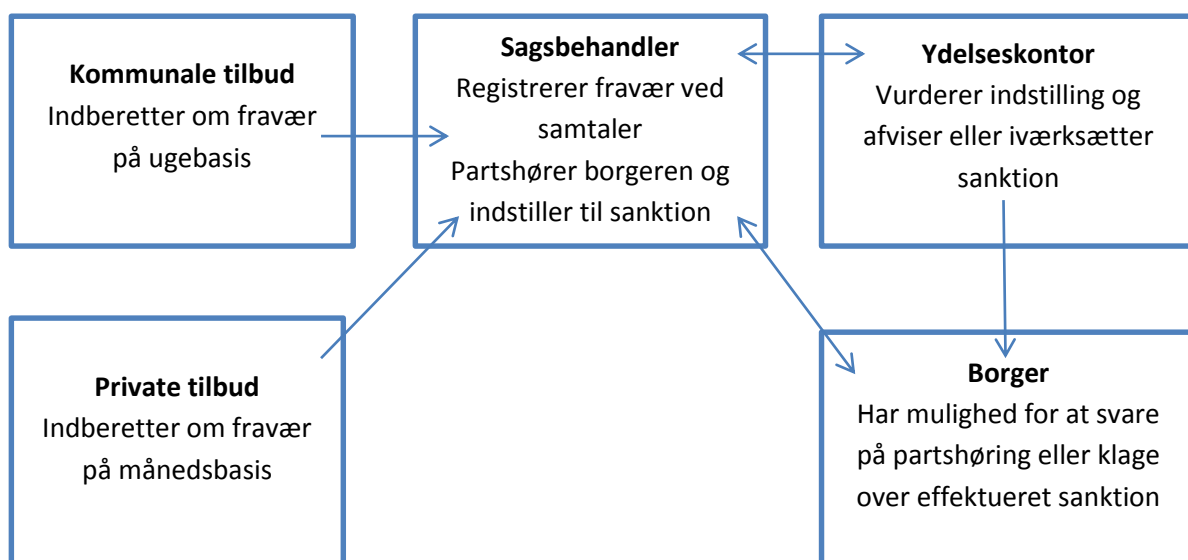 Kommunale tilbud
Indberetter om fravær
på ugebasis
Sagsbehandler
Registrerer fravær ved
samtaler
Partshører borgeren og
indstiller til sanktion
Ydelseskontor
Vurderer indstilling og
afviser eller iværksætter
sanktion
Private tilbud
Indberetter om fravær
på månedsbasis
Borger
Har mulighed for at svare
på partshøring eller klage
over effektueret sanktion